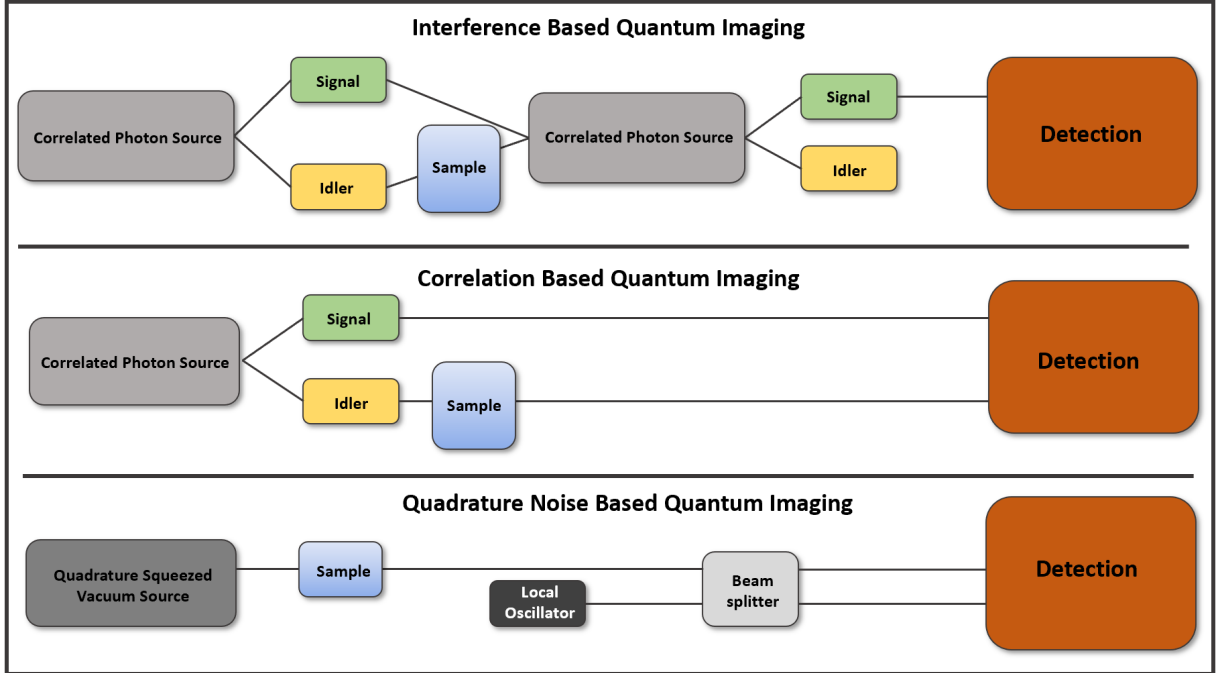 Interference Based Quantum Imaging
Signal
Signal
Correlated Photon Source
Correlated Photon Source
Detection
Sample
Idler
Idler
Correlation Based Quantum Imaging
Signal
Correlated Photon Source
Detection
Idler
Sample
Quadrature Noise Based Quantum Imaging
Quadrature Squeezed
Vacuum Source
Sample
Local
Oscillator
Beam
splitter
Detection